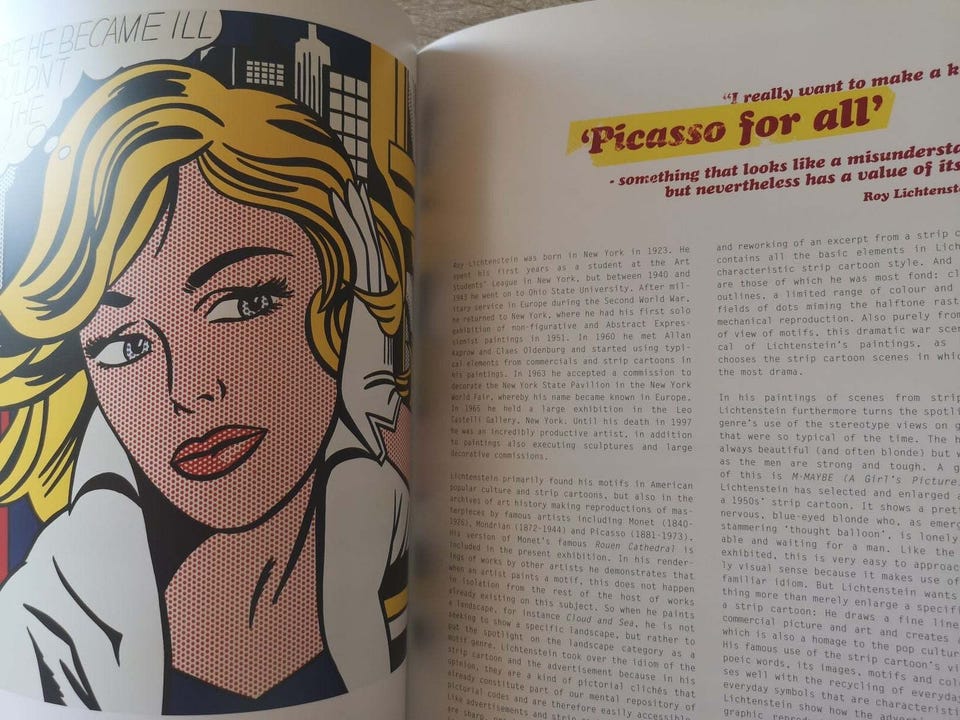 HE BECAME ILL
THE
“I really want to make a
‘Picasso for all’
- something that looks like a
but nevertheless has a value of
Roy
Roy Lichtenstein was born in New York in 1923. He
spent his first years as a student at the Art
Students' League in New York, but between 1940 and
1943 he went on to Ohio State University. After mil-
itary service in Europe during the Second World War,
he returned to New York, where he had his first solo
exhibition of non-figurative and Abstract Expres-
sionist paintings in 1951. In 1960 he met Allan
Kaprow and Claes Oldenburg and started using typi-
cal elements from commercials and strip cartoons in
his paintings. In 1963 he accepted a commission to
decorate the New York State Pavilion in the New York
World Fair, whereby his name became known in Europe.
In 1966 he held a large exhibition in the Leo
Castelli Gallery, New York. Until his death in 1997
he was an incredibly productive artist, in addition
to paintings also executing sculptures and large
decorative commissions.
Lichtenstein primarily found his motifs in American
popular culture and strip cartoons, but also in the
archives of art history making reproductions of mas-
terpieces by famous artists including Monet (1840-
1926), Mondrian (1872-1944) and Picasso (1881-1973).
His version of Monet's famous Rouen Cathedral is
included in the present exhibition. In his render-
ings of works by other artists he demonstrates that
when an artist paints a motif, this does not happen
in isolation from the rest of the host of works
already existing on this subject. So when he paints
a landscape, for instance Cloud and Sea, he is not
seeking to show a specific landscape, but rather to
put the spotlight on the landscape category as a
motif genre. Lichtenstein took over the idiom of the
strip cartoon and the advertisement because in his
opinion, they are a kind of pictorial clichés that
already constitute part of our mental repository of
pictorial codes and are therefore easily accessible.
Like advertisements and strip
and reworking of an excerpt from a strip
contains all the basic elements in
characteristic strip cartoon style. And
are those of which he was most fond:
outlines, a limited range of colour and
fields of dots miming the halftone
mechanical reproduction. Also purely from
of view of motifs, this dramatic war
of Lichtenstein's paintings, as
chooses the strip cartoon scenes in
the most drama.
In his paintings of scenes from
Lichtenstein furthermore turns the
genre's use of the stereotype views on
that were so typical of the time. The
always beautiful (and often blonde) but
as the men are strong and tough. A
of this is M-MAYBE (A Girl's
Lichtenstein has selected and enlarged a
a 1950s' strip cartoon. It shows a
nervous, blue-eyed blonde who, as
stammering ‘thought balloon’, is
able and waiting for a man. Like the
exhibited, this is very easy to
ly visual sense because it makes use of
familiar idiom. But Lichtenstein wants
thing more than merely enlarge a
a strip cartoon: He draws a fine
commercial picture and art and creates a
which is also a homage to the pop
His famous use of the strip cartoon's
poeic words, its images, motifs and
ses well with the recycling of
everyday symbols that are
Lichtenstein show how the